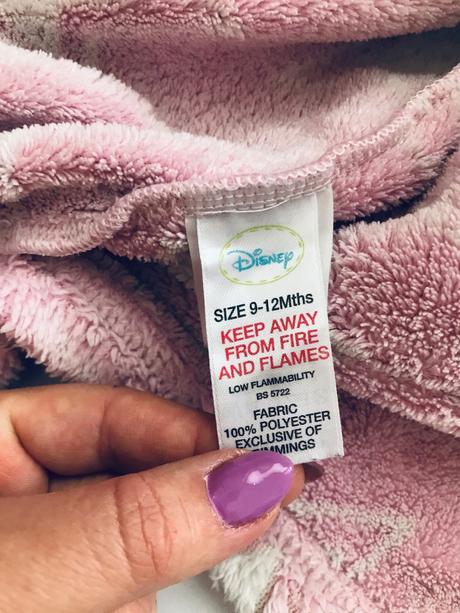 Disney
SIZE 9-12Mths
KEEP AWAY
FROM FIRE
AND FLAMES
LOW FLAMMABILITY
BS 5722
FABRIC
100% POLYESTER
EXCLUSIVE OF